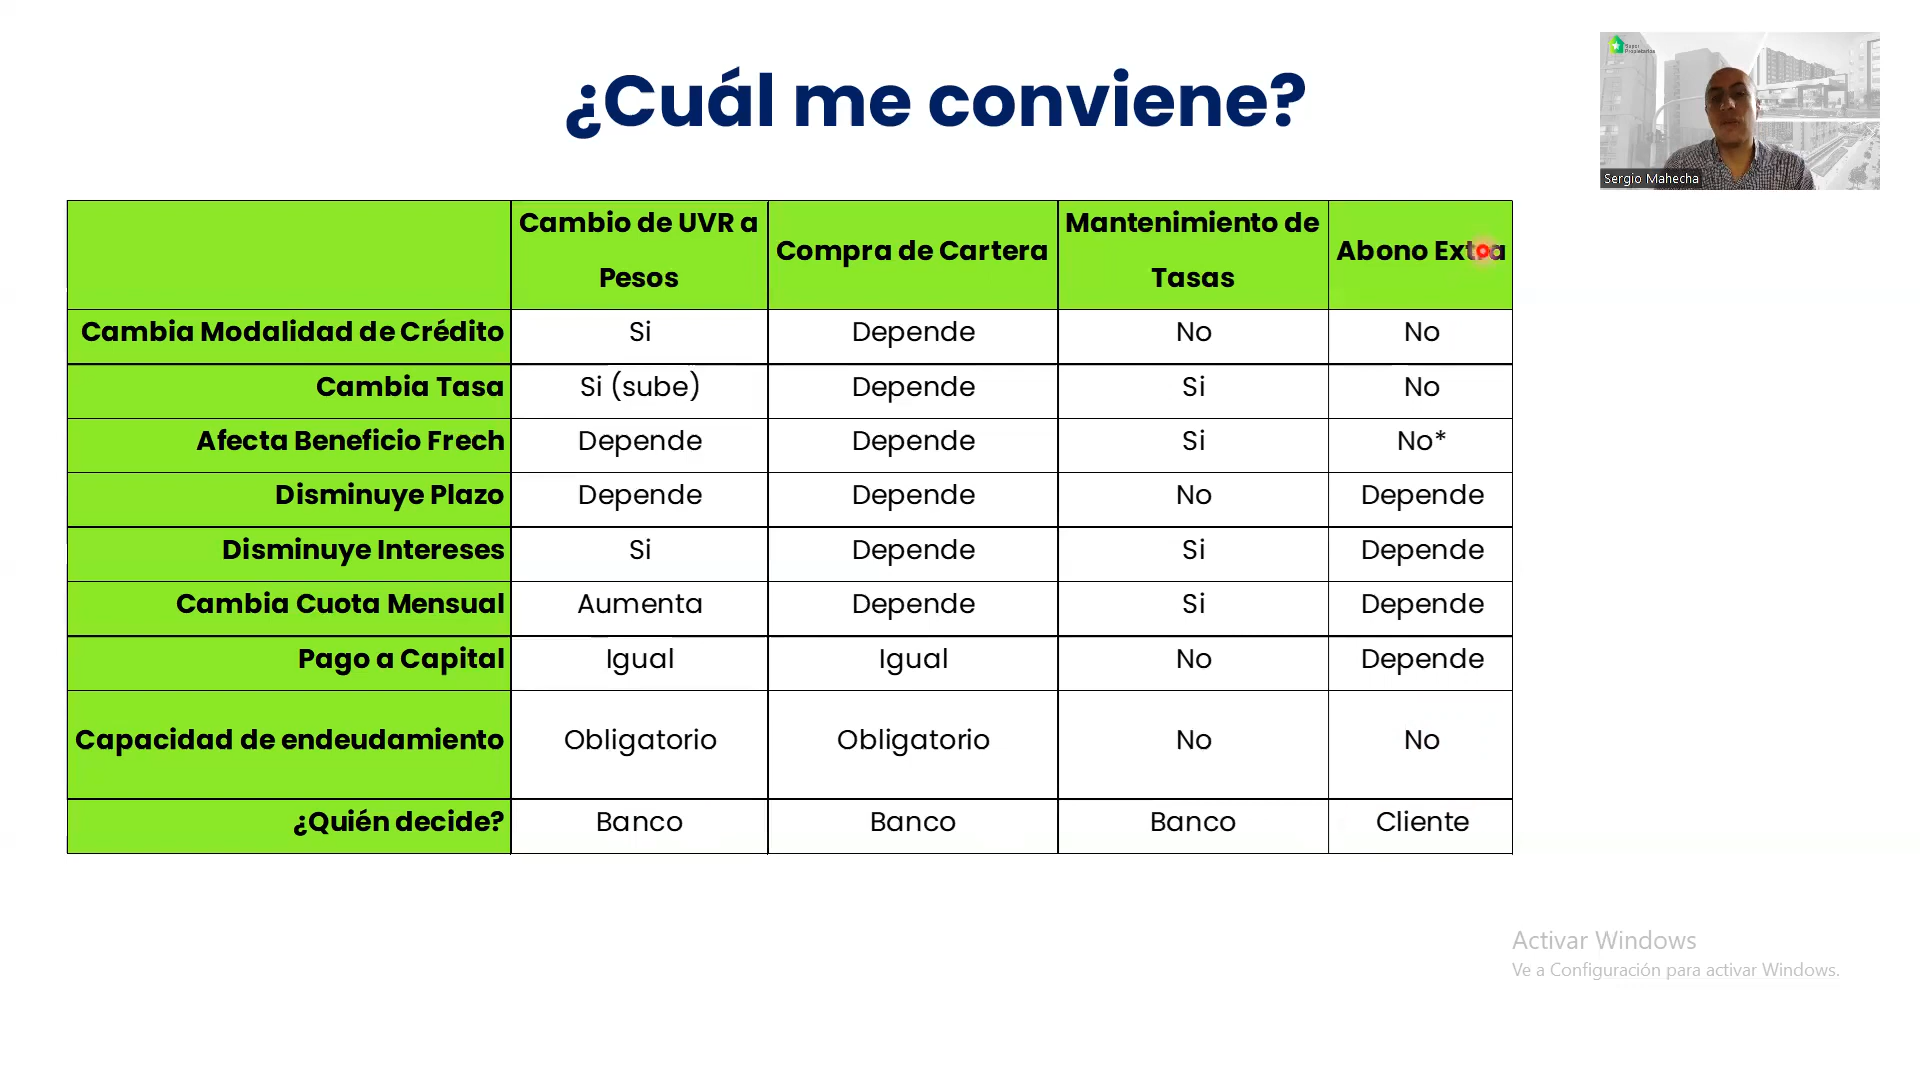 ¿Cuál me conviene?
Super
Propietarios
Sergio Mahecha
Cambio de UVR a
Pesos
Compra de Cartera
Mantenimiento de
Tasas
Abono Extra
Cambia Modalidad de Crédito Si Depende No No
Cambia Tasa Si (sube) Depende Si No
Afecta Beneficio Frech Depende Depende Si No*
Disminuye Plazo Depende Depende No Depende
Disminuye Intereses Si Depende Si Depende
Cambia Cuota Mensual Aumenta Depende Si Depende
Pago a Capital Igual Igual No Depende
Capacidad de endeudamiento Obligatorio Obligatorio No No
¿Quién decide? Banco Banco Banco Cliente
Activar Windows
Ve a Configuración para activar Windows.